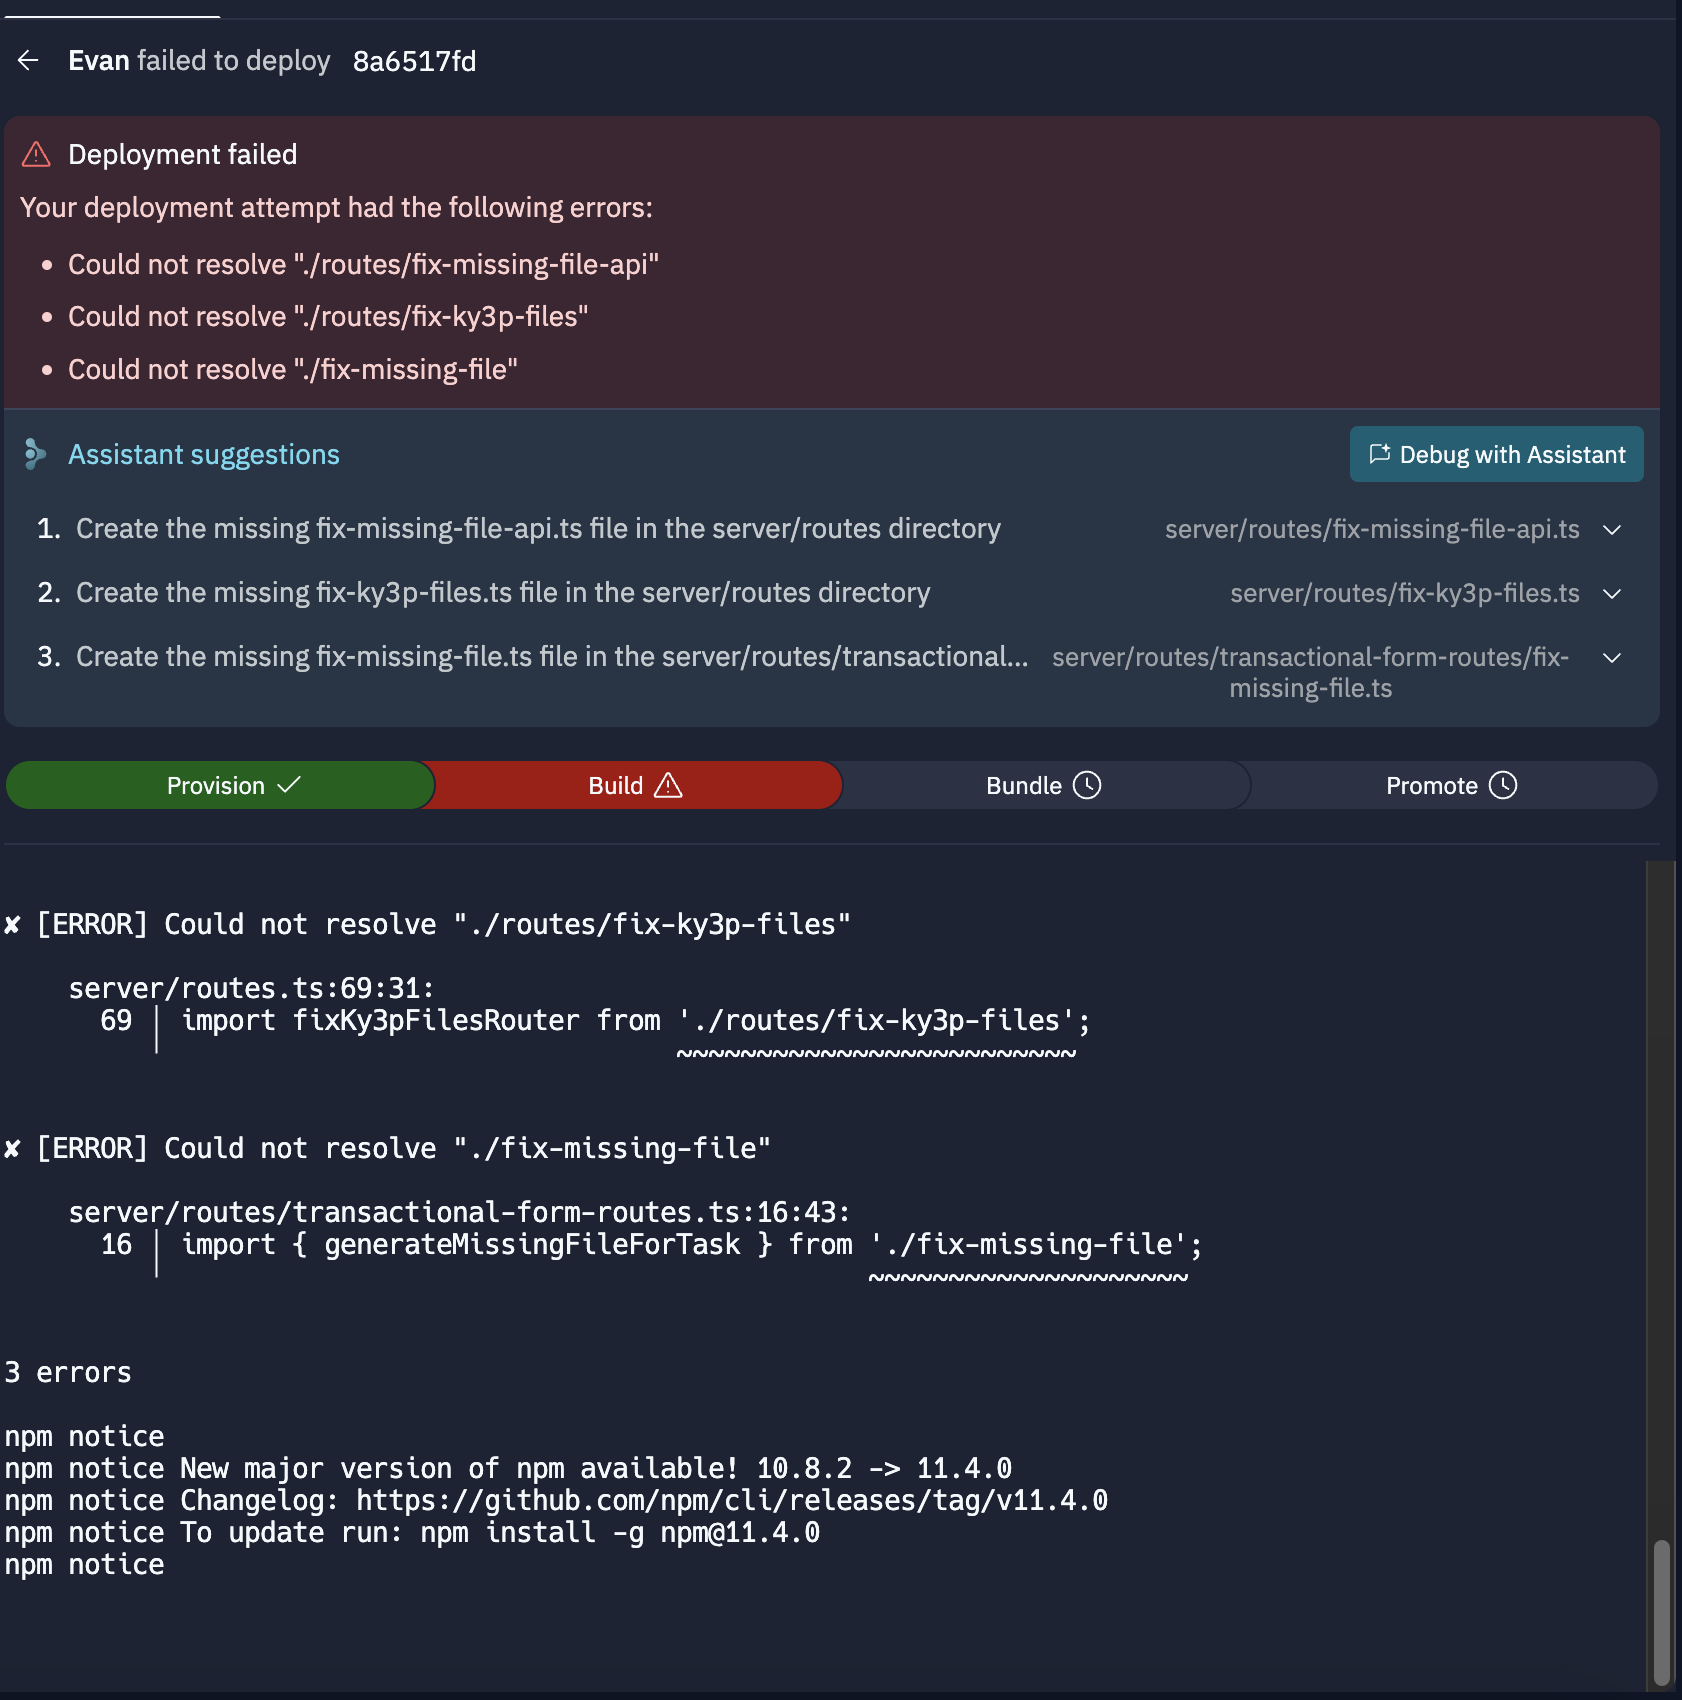 Evan failed to deploy 8a6517fd
Deployment failed
Your deployment attempt had the following errors:
• Could not resolve "./routes/fix-missing-file-api"
• Could not resolve "./routes/fix-ky3p-files"
• Could not resolve "./fix-missing-file"
Assistant suggestions
Debug with Assistant
1. Create the missing fix-missing-file-api.ts file in the server/routes directory
server/routes/fix-missing-file-api.ts
2. Create the missing fix-ky3p-files.ts file in the server/routes directory
server/routes/fix-ky3p-files.ts
3. Create the missing fix-missing-file.ts file in the server/routes/transactional...
server/routes/transactional-form-routes/fix-
missing-file.ts
Provision
Build
Bundle
Promote
✘ [ERROR] Could not resolve "./routes/fix-ky3p-files"
server/routes.ts:69:31:
69 │ import fixKy3pFilesRouter from './routes/fix-ky3p-files';
~~~~~~~~~~~~~~~~~~~~~~~~~
✘ [ERROR] Could not resolve "./fix-missing-file"
server/routes/transactional-form-routes.ts:16:43:
16 │ import { generateMissingFileForTask } from './fix-missing-file';
~~~~~~~~~~~~~~~~~~~~
3 errors
npm notice
npm notice New major version of npm available! 10.8.2 -> 11.4.0
npm notice Changelog: https://github.com/npm/cli/releases/tag/v11.4.0
npm notice To update run: npm install -g npm@11.4.0
npm notice